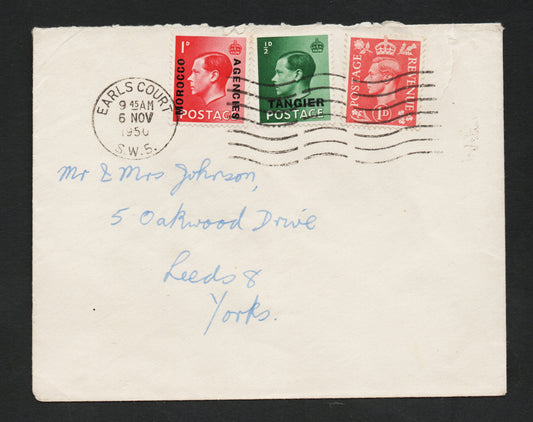 1D
MOROCCO
AGENCIES
POSTAGE
½D
TANGIER
POSTAGE
POSTAGE
REVENUE
1D
EARLS COURT
9 45 AM
6 NOV
1950
S.W.5.
Mr & Mrs Johnson,
5 Oakwood Drive
Leeds 8
Yorks.